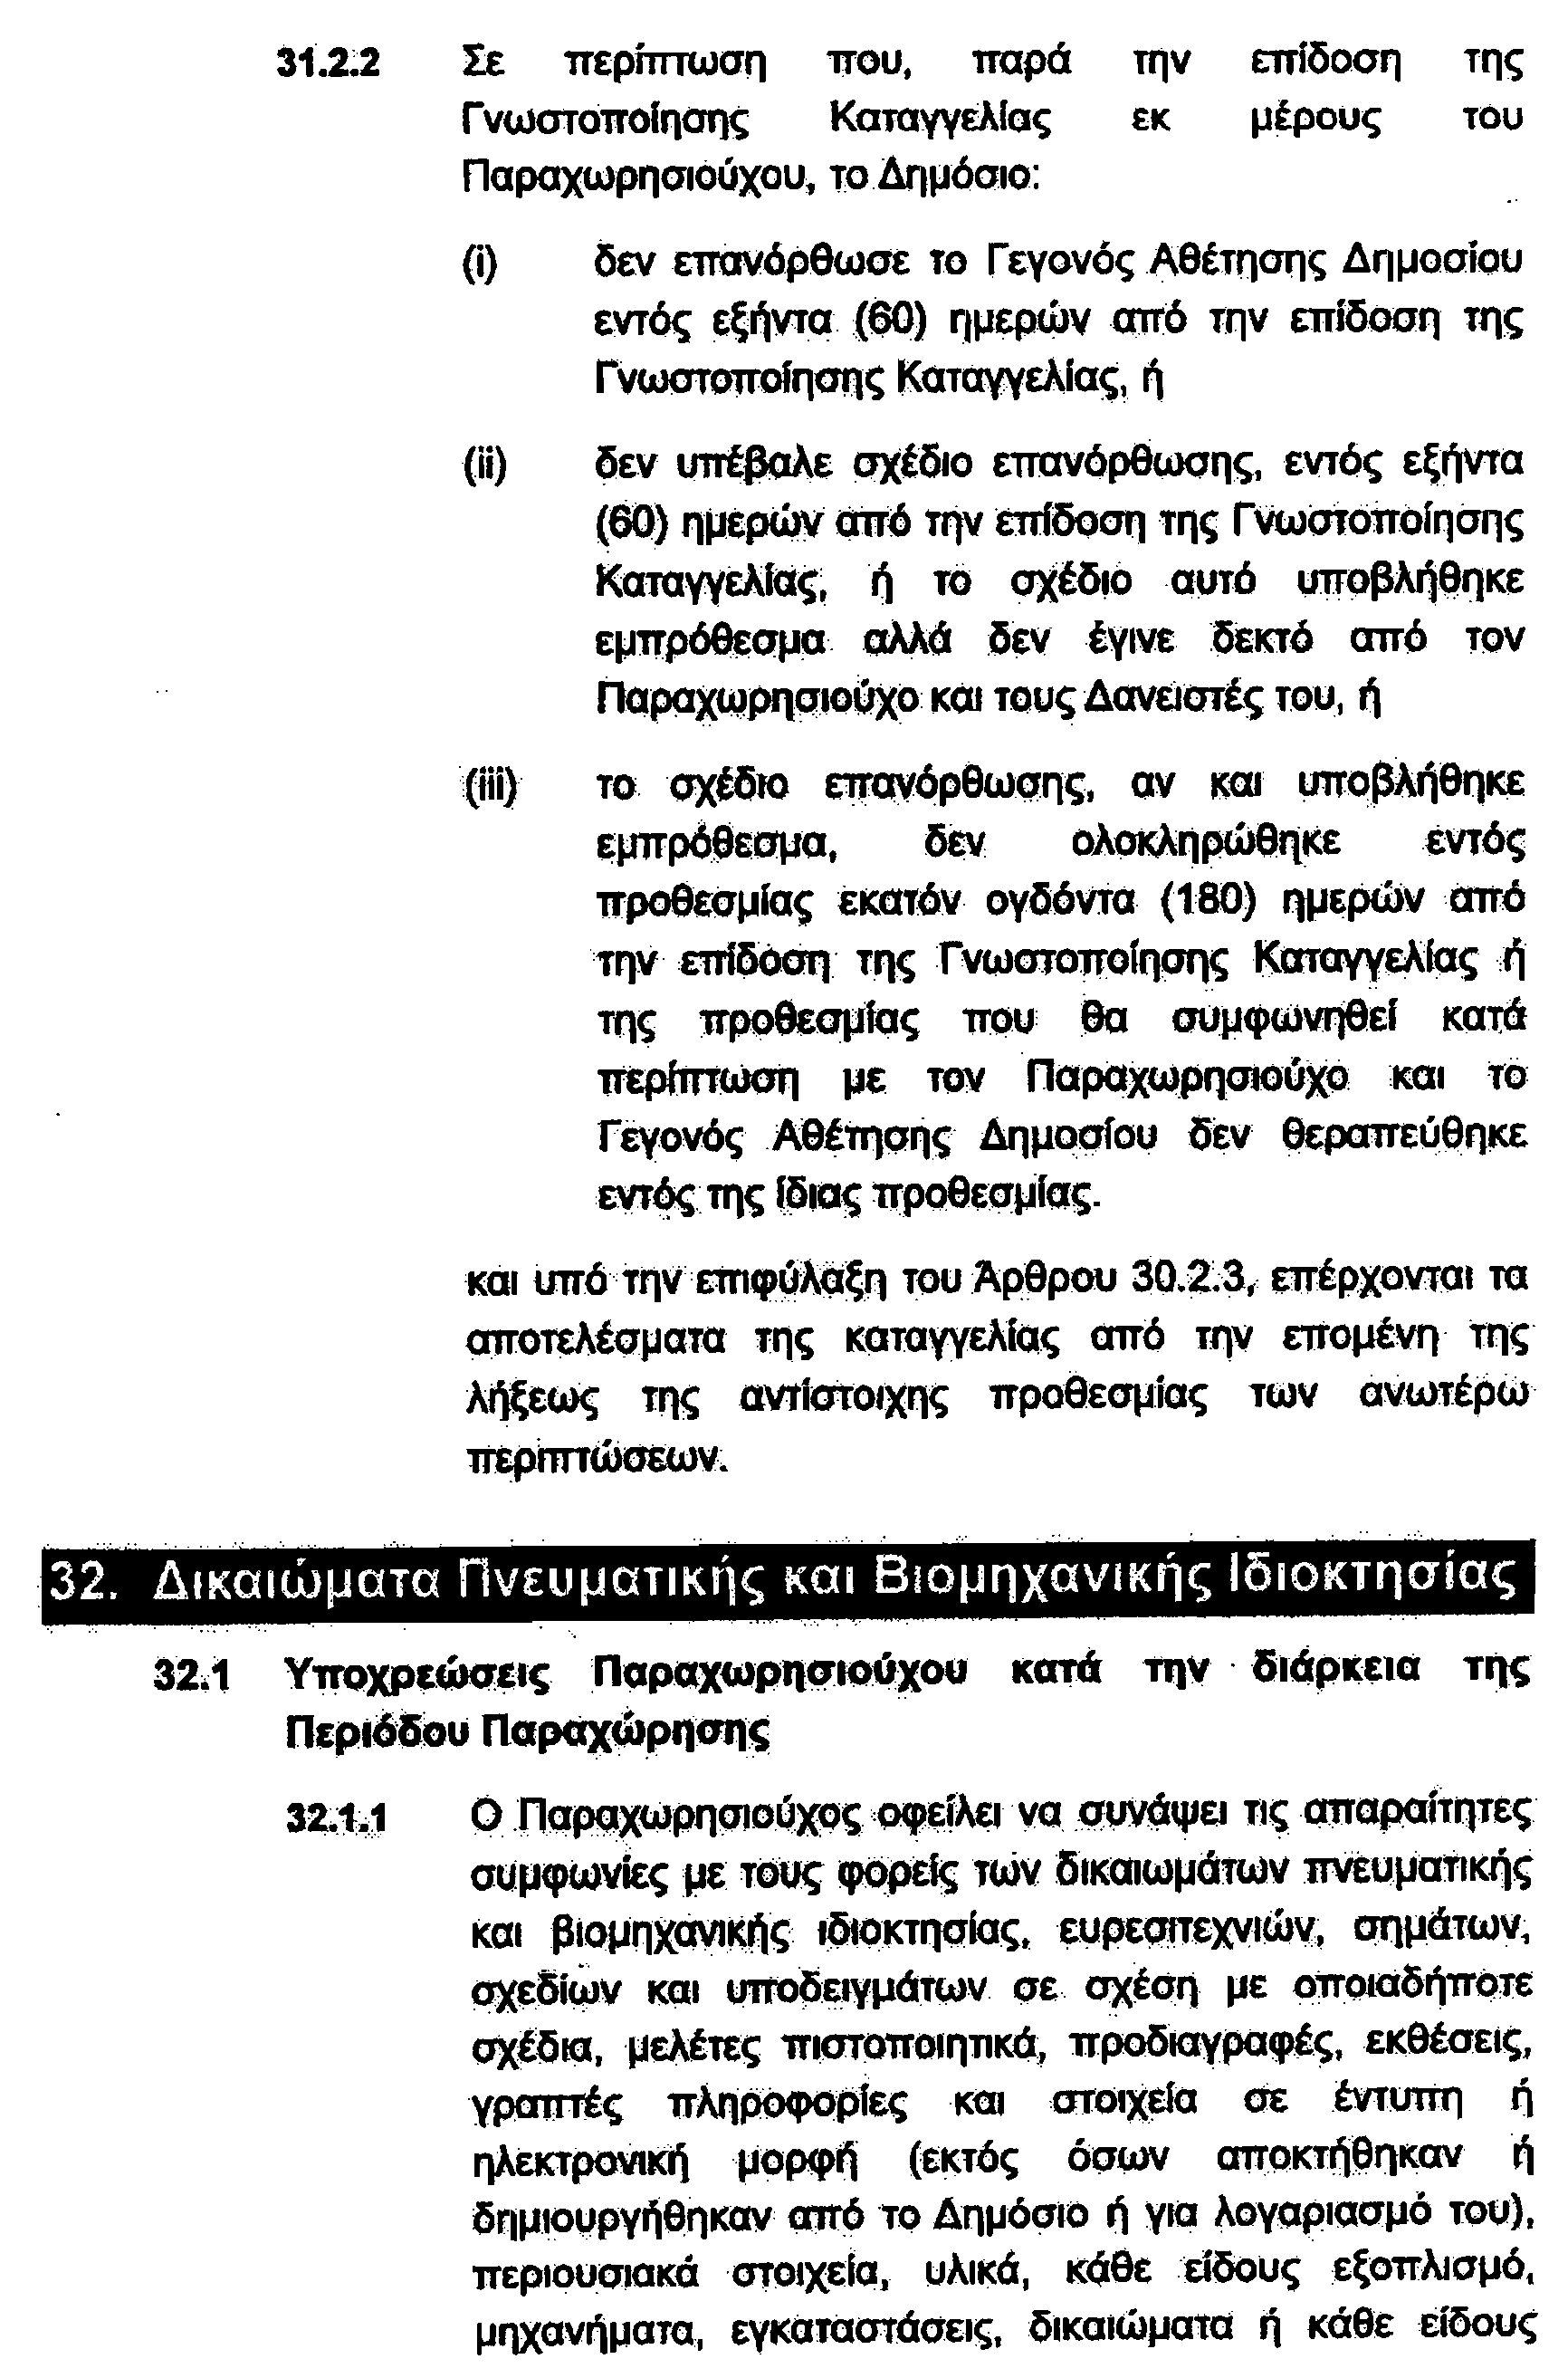 31.2.2 Σε περίπτωση που, παρά την επίδοση της
Γνωστοποίησης Καταγγελίας εκ μέρους του
Παραχωρησιούχου, το Δημόσιο:
(i) δεν επανόρθωσε το Γεγονός Αθέτησης Δημοσίου
εντός εξήντα (60) ημερών από την επίδοση της
Γνωστοποίησης Καταγγελίας, ή
(ii) δεν υπέβαλε σχέδιο επανόρθωσης, εντός εξήντα
(60) ημερών από την επίδοση της Γνωστοποίησης
Καταγγελίας, ή το σχέδιο αυτό υποβλήθηκε
εμπρόθεσμα αλλά δεν έγινε δεκτό από τον
Παραχωρησιούχο και τους Δανειστές του, ή
(iii) το σχέδιο επανόρθωσης, αν και υποβλήθηκε
εμπρόθεσμα, δεν ολοκληρώθηκε εντός
προθεσμίας εκατόν ογδόντα (180) ημερών από
την επίδοση της Γνωστοποίησης Καταγγελίας ή
της προθεσμίας που θα συμφωνηθεί κατά
περίπτωση με τον Παραχωρησιούχο και το
Γεγονός Αθέτησης Δημοσίου δεν θεραπεύθηκε
εντός της ίδιας προθεσμίας.
και υπό την επιφύλαξη του Άρθρου 30.2.3, επέρχονται τα
αποτελέσματα της καταγγελίας από την επομένη της
λήξεως της αντίστοιχης προθεσμίας των ανωτέρω
περιπτώσεων.
32. Δικαιώματα Πνευματικής και Βιομηχανικής Ιδιοκτησίας
32.1 Υποχρεώσεις Παραχωρησιούχου κατά την διάρκεια της
Περιόδου Παραχώρησης
32.1.1 Ο Παραχωρησιούχος οφείλει να συνάψει τις απαραίτητες
συμφωνίες με τους φορείς των δικαιωμάτων πνευματικής
και βιομηχανικής ιδιοκτησίας, ευρεσιτεχνιών, σημάτων,
σχεδίων και υποδειγμάτων σε σχέση με οποιαδήποτε
σχέδια, μελέτες πιστοποιητικά, προδιαγραφές, εκθέσεις,
γραπτές πληροφορίες και στοιχεία σε έντυπη ή
ηλεκτρονική μορφή (εκτός όσων αποκτήθηκαν ή
δημιουργήθηκαν από το Δημόσιο ή για λογαριασμό του),
περιουσιακά στοιχεία, υλικά, κάθε είδους εξοπλισμό,
μηχανήματα, εγκαταστάσεις, δικαιώματα ή κάθε είδους